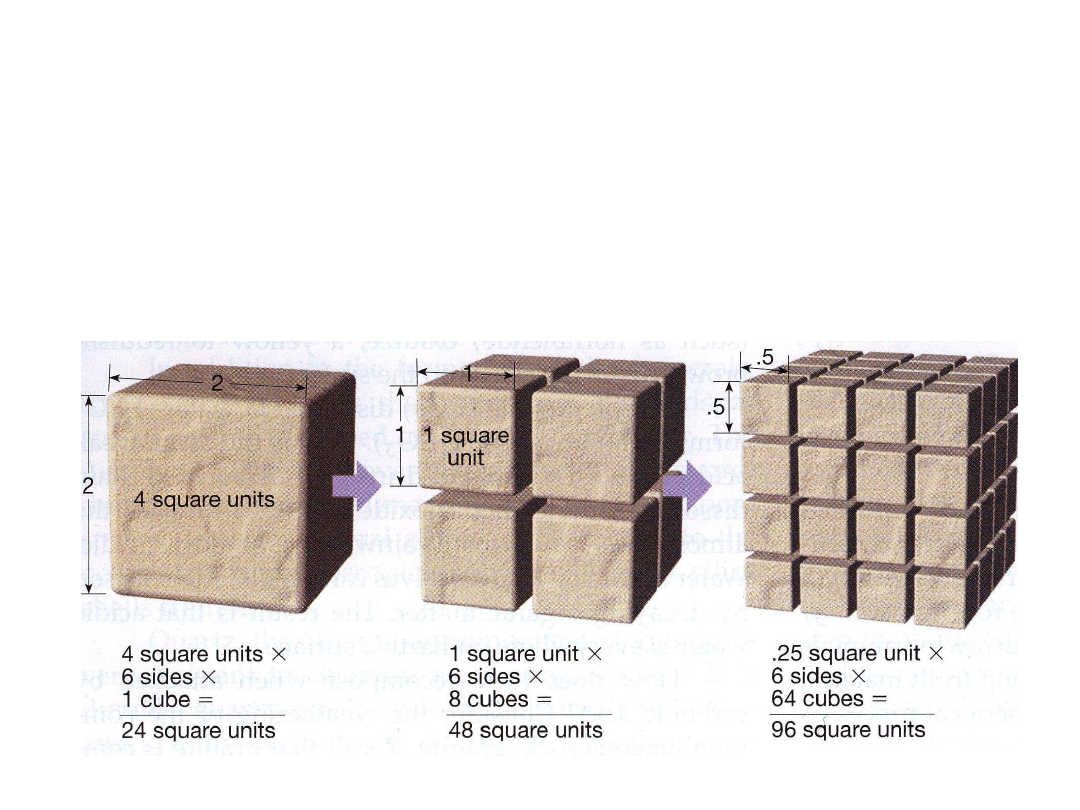 2
2
4 square units
1
1
1 square
unit
.5
.5
4 square units ×
6 sides ×
1 cube =
24 square units
1 square unit ×
6 sides ×
8 cubes =
48 square units
.25 square unit ×
6 sides ×
64 cubes =
96 square units